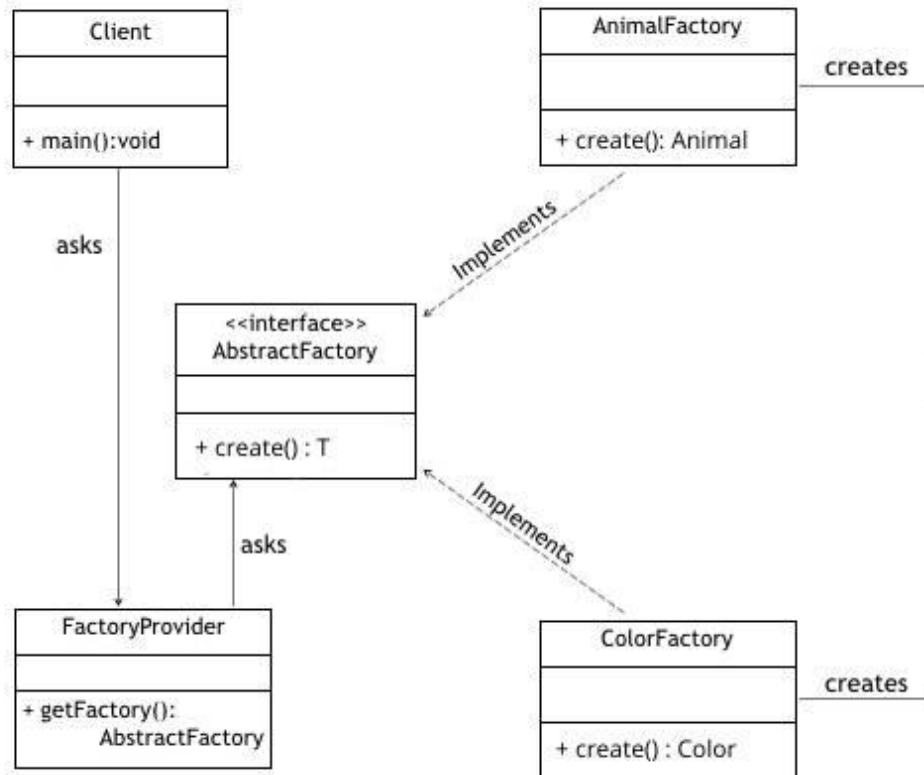 Client
+ main():void
AnimalFactory
+ create(): Animal
creates
asks
Implements
<<interface>>
AbstractFactory
+ create() : T
Implements
asks
FactoryProvider
+ getFactory():
AbstractFactory
ColorFactory
+ create() : Color
creates